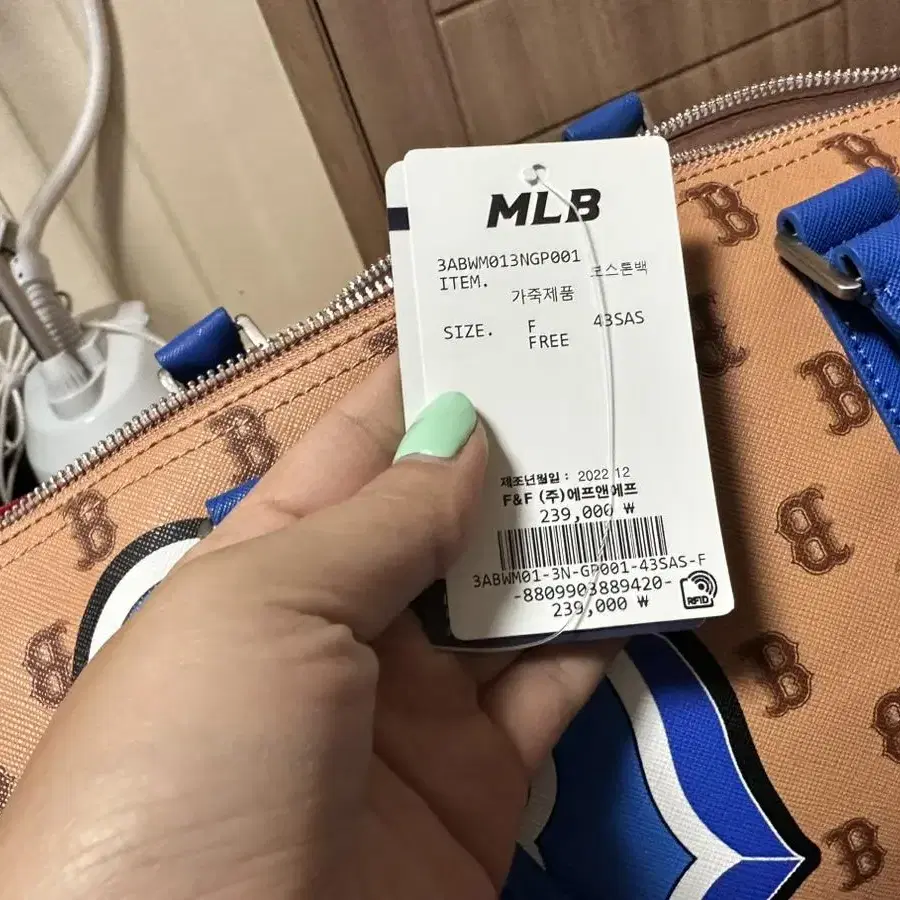 MLB
3ABWM013NGP001
ITEM. 보스톤백
가죽제품
SIZE. F 43SAS
FREE
제조년월일 : 2022 12
F&F (주)에프앤에프
239,000 ₩
3ABWM01-3N-GP001-43SAS-F
-8809903889420-
239,000 ₩
RFID
B
B
B
B
B
B
B
B
B
B
B